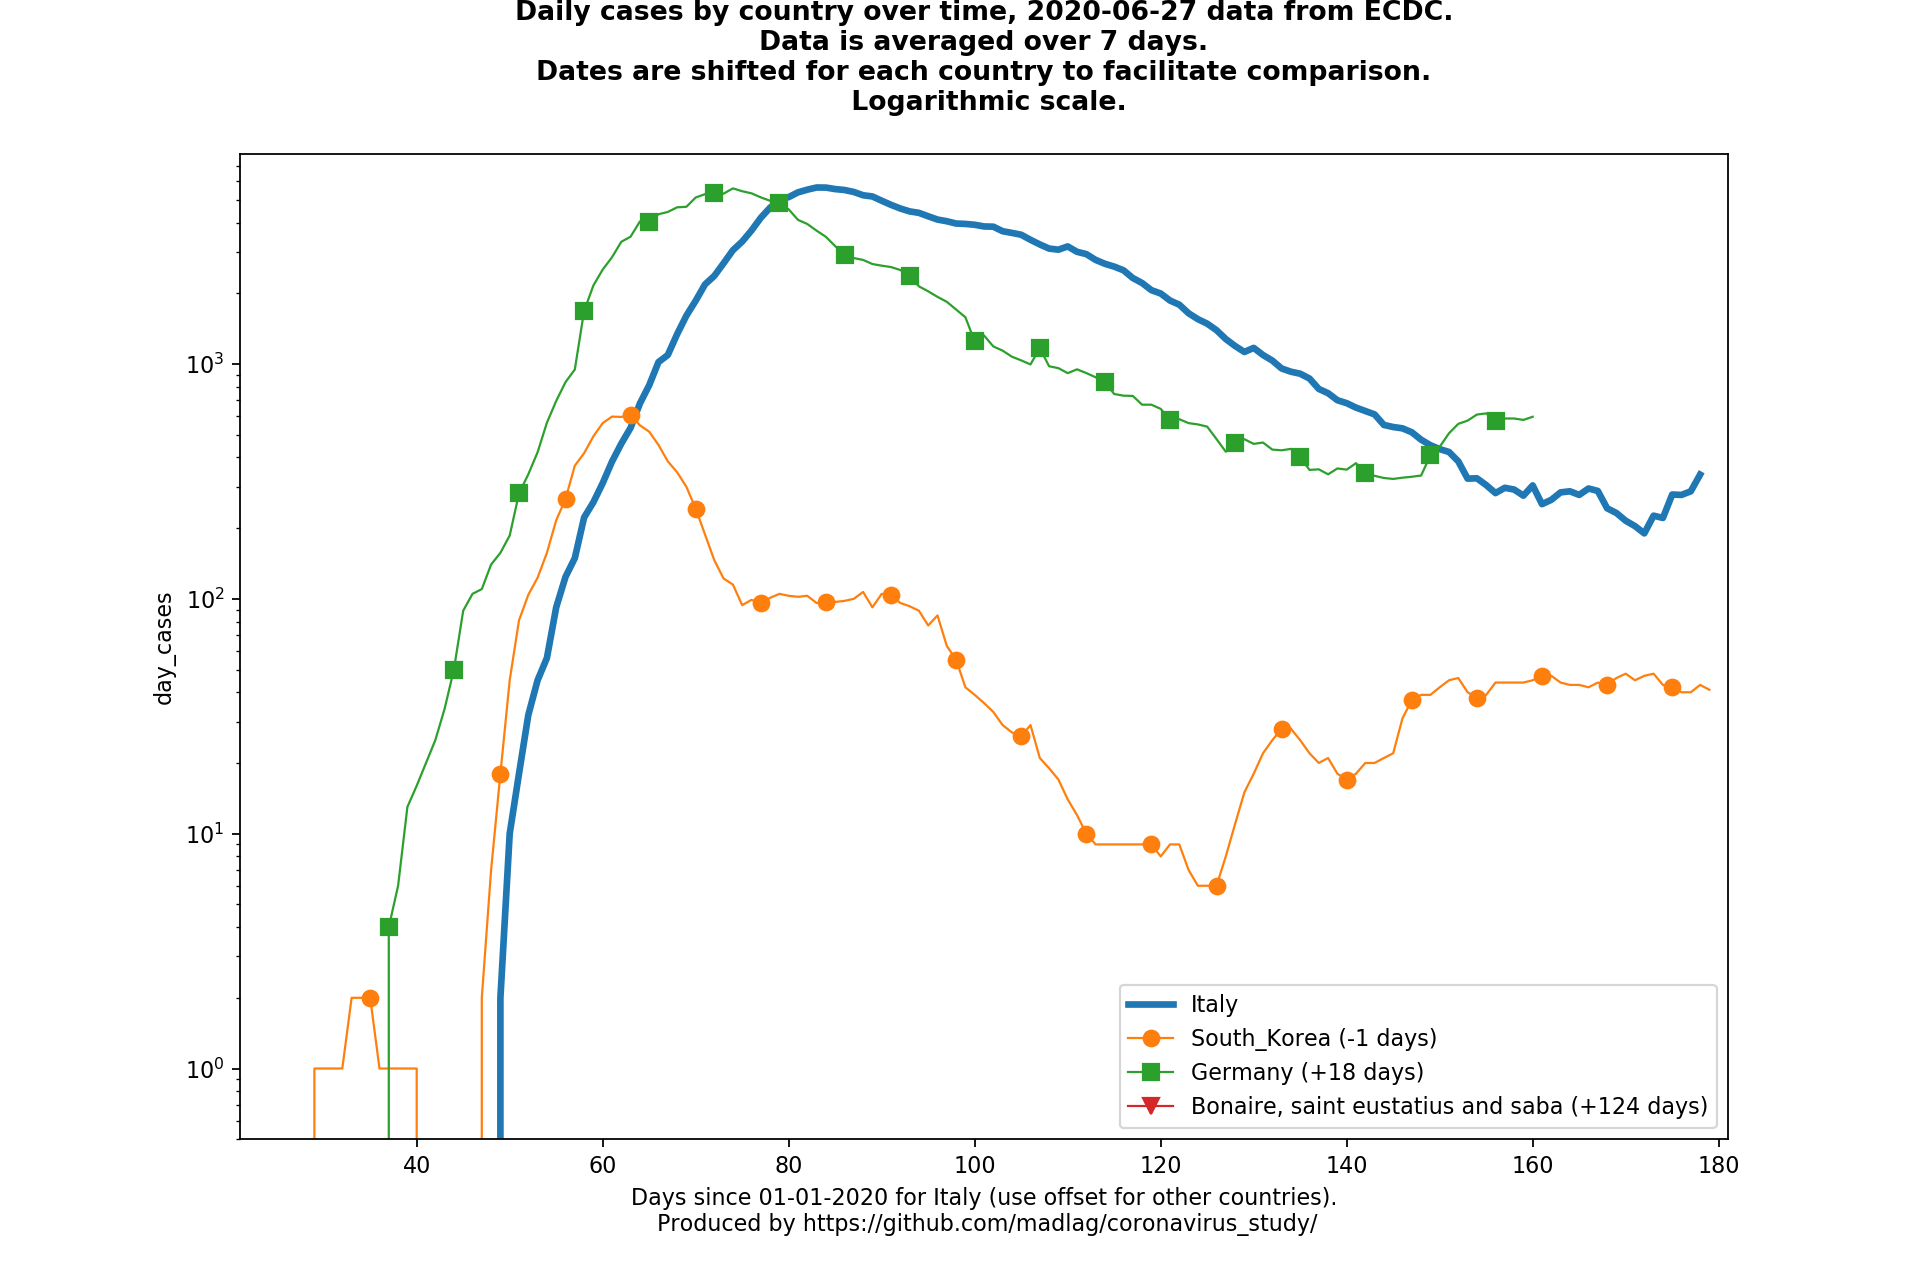 Daily cases by country over time, 2020-06-27 data from ECDC.
Data is averaged over 7 days.
Dates are shifted for each country to facilitate comparison.
Logarithmic scale.
day_cases
10³
10²
10¹
10⁰
Italy
South_Korea (-1 days)
Germany (+18 days)
Bonaire, saint eustatius and saba (+124 days)
40 60 80 100 120 140 160 180
Days since 01-01-2020 for Italy (use offset for other countries).
Produced by https://github.com/madlag/coronavirus_study/